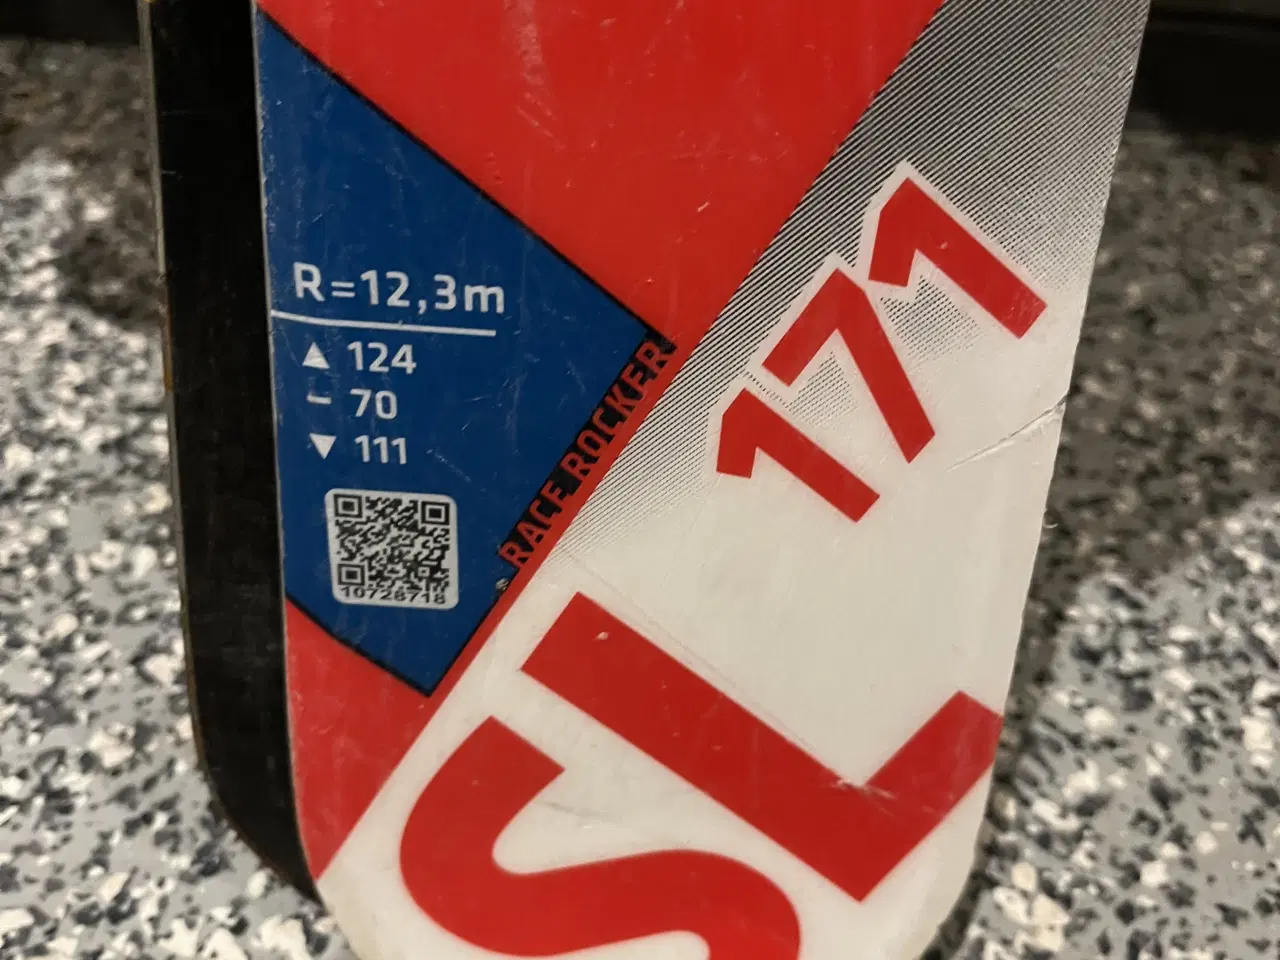 R=12,3m
▲ 124
– 70
▼ 111
10728718
RACE ROCKER
171
SL